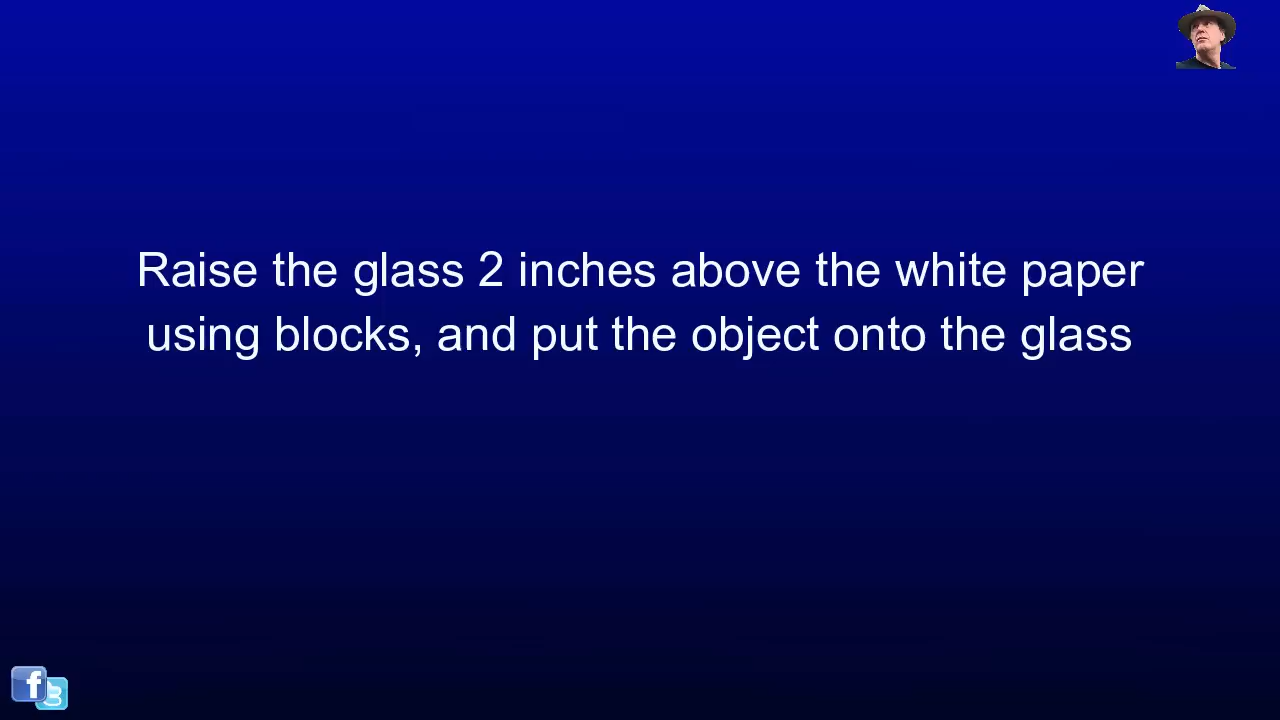 Raise the glass 2 inches above the white paper
using blocks, and put the object onto the glass
f